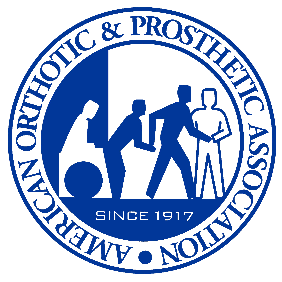 AMERICAN ORTHOTIC & PROSTHETIC ASSOCIATION
SINCE 1917